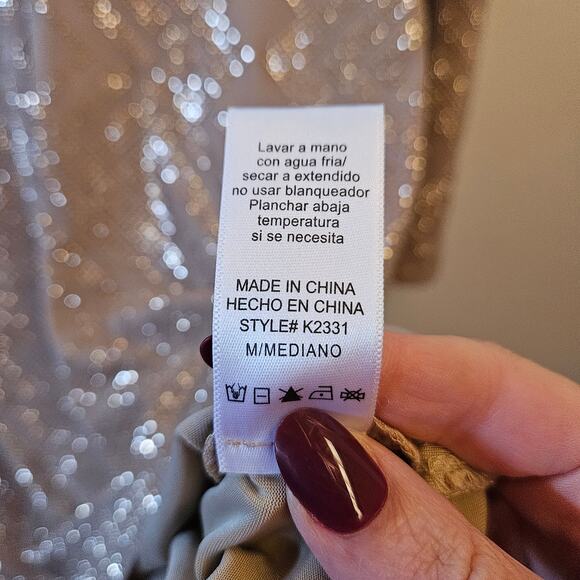 Lavar a mano
con agua fria/
secar a extendido
no usar blanqueador
Planchar abaja
temperatura
si se necesita
MADE IN CHINA
HECHO EN CHINA
STYLE# K2331
M/MEDIANO